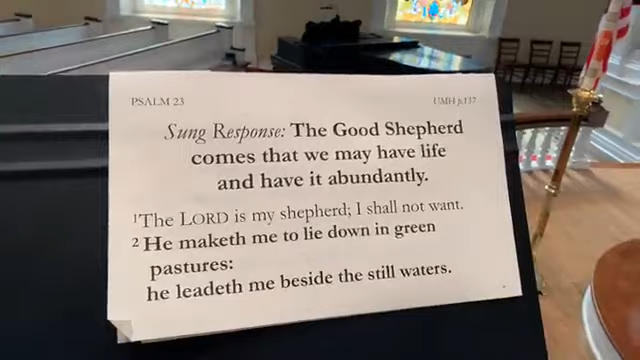 PSALM 23 UMH p.137
Sung Response: The Good Shepherd
comes that we may have life
and have it abundantly.
¹The LORD is my shepherd; I shall not want.
² He maketh me to lie down in green
pastures:
he leadeth me beside the still waters.